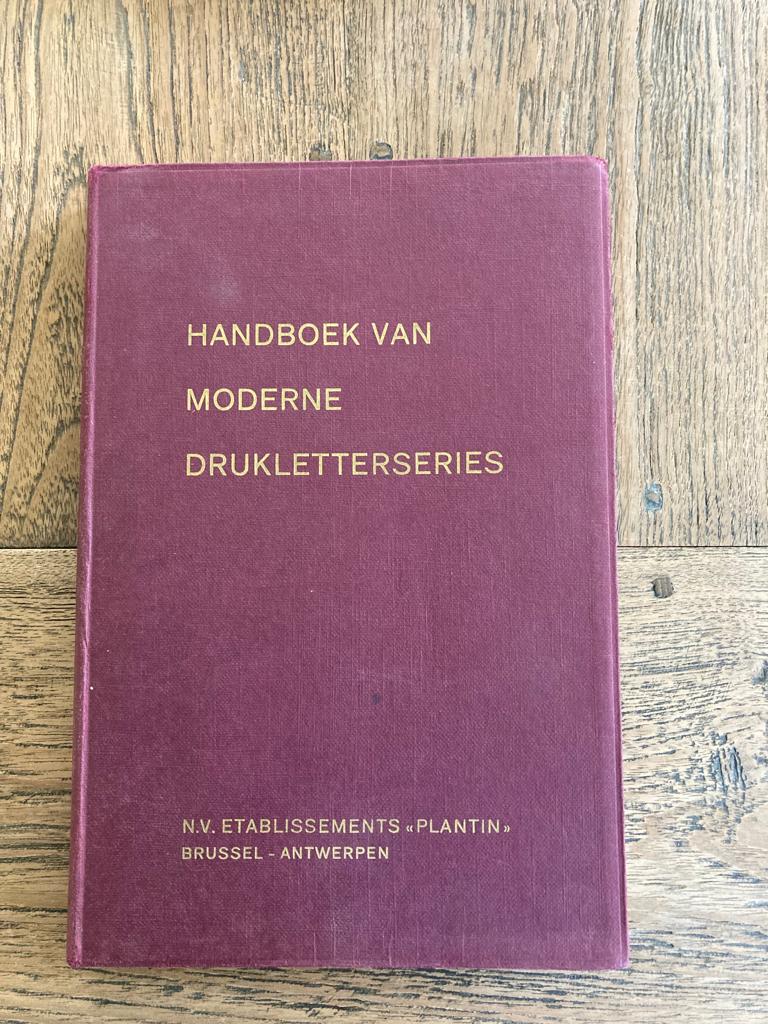 HANDBOEK VAN
MODERNE
DRUKLETTERSERIES
N.V. ETABLISSEMENTS «PLANTIN»
BRUSSEL - ANTWERPEN